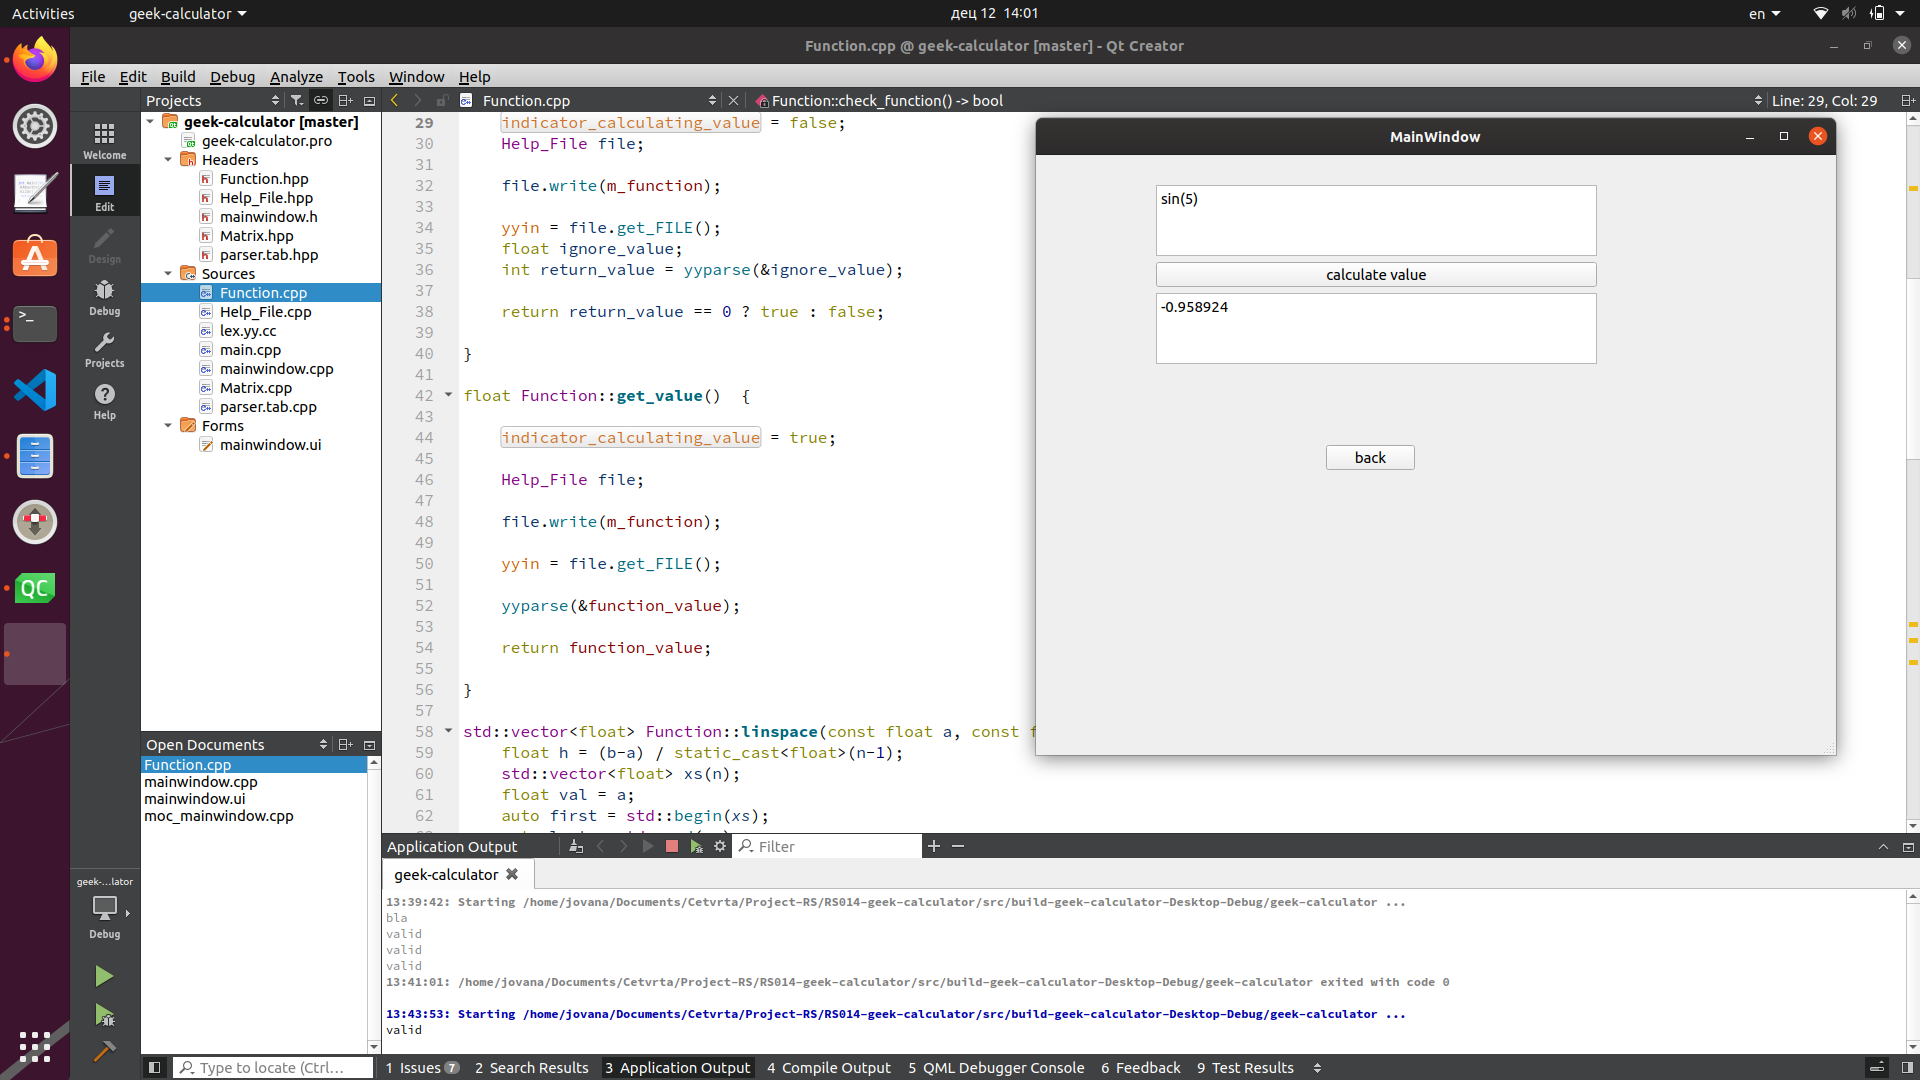 Activities
geek-calculator
дец 12 14:01
en
Function.cpp @ geek-calculator [master] - Qt Creator
File Edit Build Debug Analyze Tools Window Help
Projects
Function.cpp
Function::check_function() -> bool
Line: 29, Col: 29
Welcome
Edit
Design
Debug
Projects
Help
geek-calculator [master]
geek-calculator.pro
Headers
Function.hpp
Help_File.hpp
mainwindow.h
Matrix.hpp
parser.tab.hpp
Sources
Function.cpp
Help_File.cpp
lex.yy.cc
main.cpp
mainwindow.cpp
Matrix.cpp
parser.tab.cpp
Forms
mainwindow.ui
Open Documents
Function.cpp
mainwindow.cpp
mainwindow.ui
moc_mainwindow.cpp
geek-...lator
Debug
29 indicator_calculating_value = false;
30 Help_File file;
31
32 file.write(m_function);
33
34 yyin = file.get_FILE();
35 float ignore_value;
36 int return_value = yyparse(&ignore_value);
37
38 return return_value == 0 ? true : false;
39
40 }
41
42 float Function::get_value()  {
43
44 indicator_calculating_value = true;
45
46 Help_File file;
47
48 file.write(m_function);
49
50 yyin = file.get_FILE();
51
52 yyparse(&function_value);
53
54 return function_value;
55
56 }
57
58 std::vector<float> Function::linspace(const float a, const f
59 float h = (b-a) / static_cast<float>(n-1);
60 std::vector<float> xs(n);
61 float val = a;
62 auto first = std::begin(xs);
MainWindow
sin(5)
calculate value
-0.958924
back
Application Output
Filter
geek-calculator
13:39:42: Starting /home/jovana/Documents/Cetvrta/Project-RS/RS014-geek-calculator/src/build-geek-calculator-Desktop-Debug/geek-calculator ...
bla
valid
valid
valid
13:41:01: /home/jovana/Documents/Cetvrta/Project-RS/RS014-geek-calculator/src/build-geek-calculator-Desktop-Debug/geek-calculator exited with code 0
13:43:53: Starting /home/jovana/Documents/Cetvrta/Project-RS/RS014-geek-calculator/src/build-geek-calculator-Desktop-Debug/geek-calculator ...
valid
Type to locate (Ctrl...
1 Issues 7 2 Search Results 3 Application Output 4 Compile Output 5 QML Debugger Console 6 Feedback 9 Test Results
QC